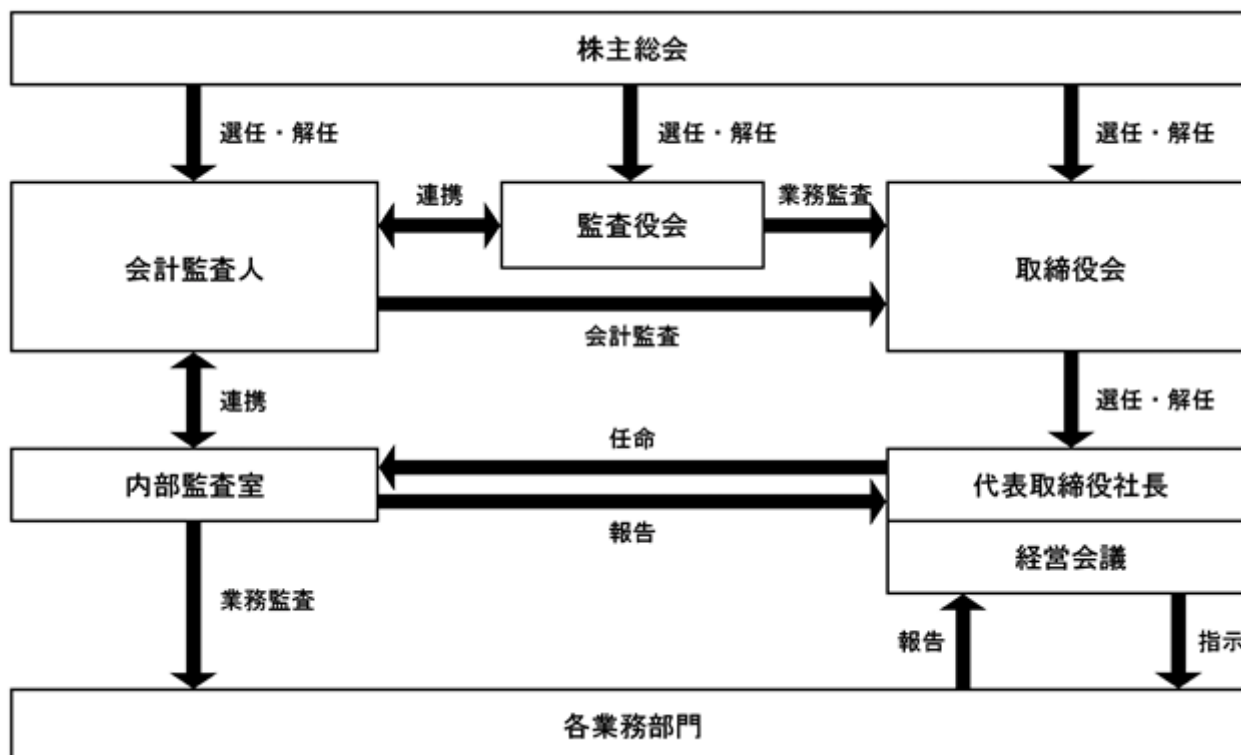 株主総会
選任・解任
選任・解任
選任・解任
連携
業務監査
監査役会
会計監査人
取締役会
会計監査
連携
選任・解任
任命
内部監査室
代表取締役社長
報告
経営会議
業務監査
報告
指示
各業務部門